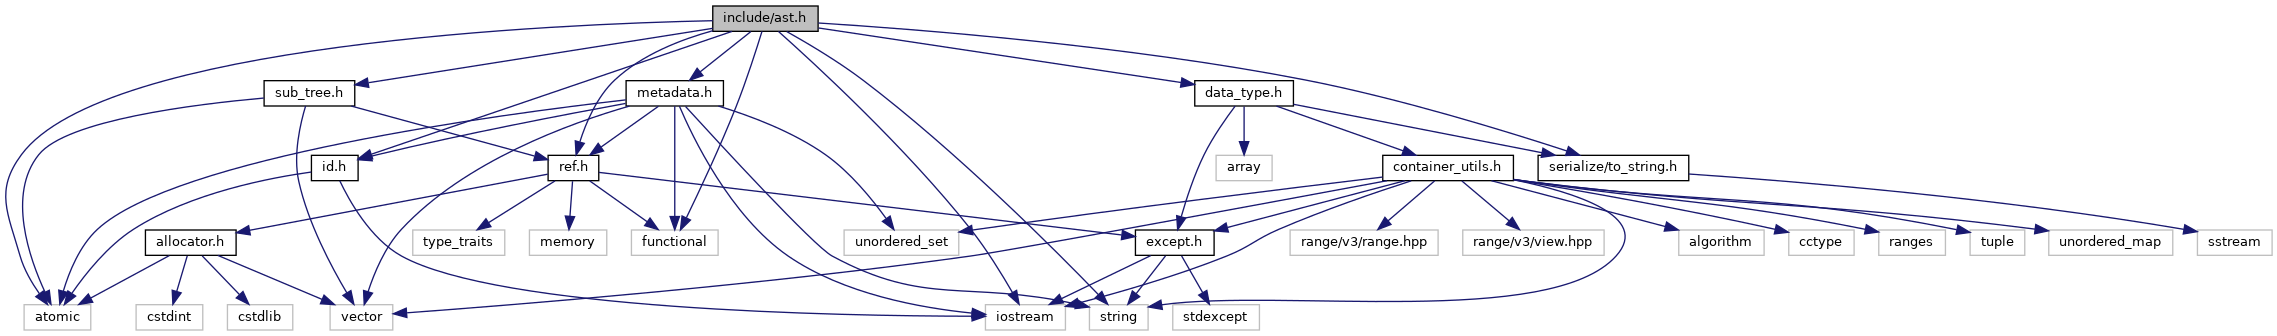 include/ast.h
sub_tree.h
metadata.h
data_type.h
id.h
ref.h
array
container_utils.h
serialize/to_string.h
allocator.h
type_traits
memory
functional
unordered_set
except.h
range/v3/range.hpp
range/v3/view.hpp
algorithm
cctype
ranges
tuple
unordered_map
sstream
atomic
cstdint
cstdlib
vector
iostream
string
stdexcept